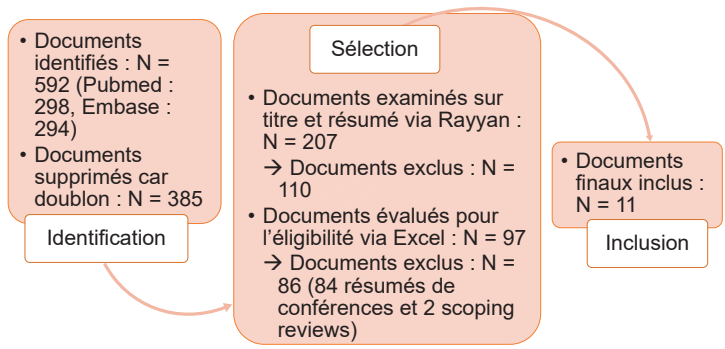 • Documents
identifiés : N =
592 (Pubmed :
298, Embase :
294)
• Documents
supprimés car
doublon : N = 385
Identification
Sélection
• Documents examinés sur
titre et résumé via Rayyan :
N = 207
→ Documents exclus : N =
110
• Documents évalués pour
l'éligibilité via Excel : N = 97
→ Documents exclus : N =
86 (84 résumés de
conférences et 2 scoping
reviews)
• Documents
finaux inclus :
N = 11
Inclusion